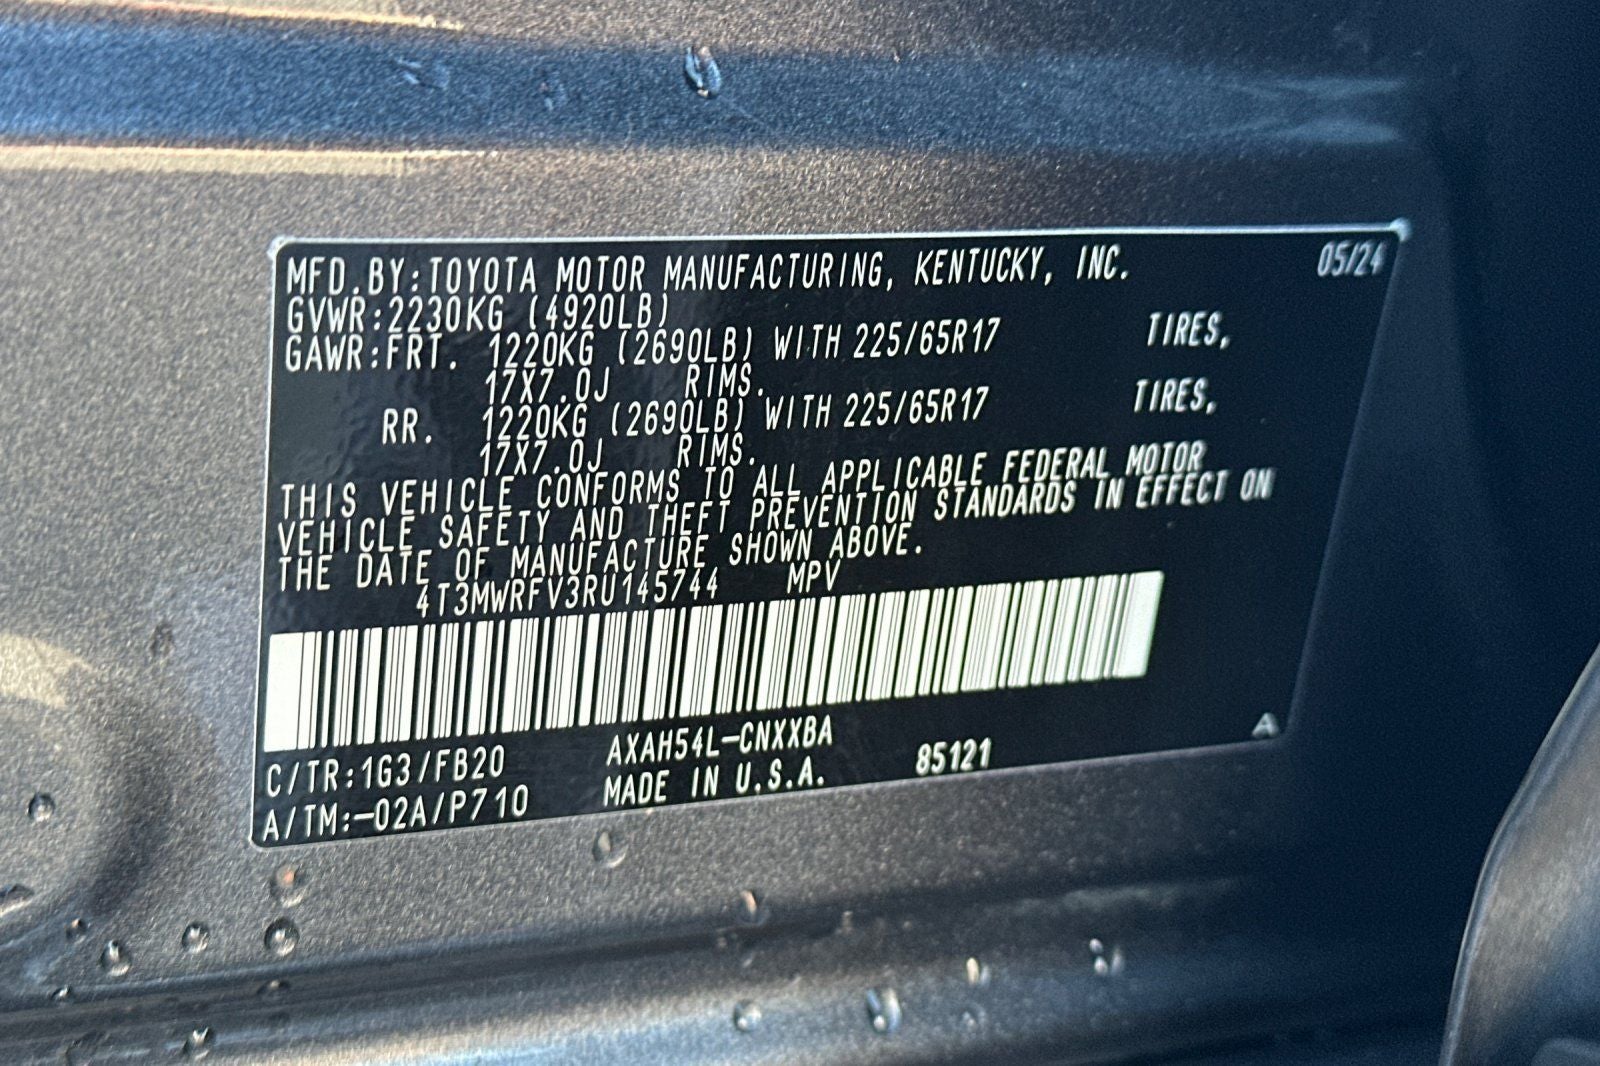 MFD.BY:TOYOTA MOTOR MANUFACTURING, KENTUCKY, INC. 05/24
GVWR:2230KG (4920LB)
GAWR:FRT. 1220KG (2690LB) WITH 225/65R17 TIRES,
17X7.0J RIMS.
RR. 1220KG (2690LB) WITH 225/65R17 TIRES,
17X7.0J RIMS.
THIS VEHICLE CONFORMS TO ALL APPLICABLE FEDERAL MOTOR
VEHICLE SAFETY AND THEFT PREVENTION STANDARDS IN EFFECT ON
THE DATE OF MANUFACTURE SHOWN ABOVE.
4T3MWRFV3RU145744 MPV
C/TR:1G3/FB20 AXAH54L-CNXXBA A
A/TM:-02A/P710 MADE IN U.S.A. 85121